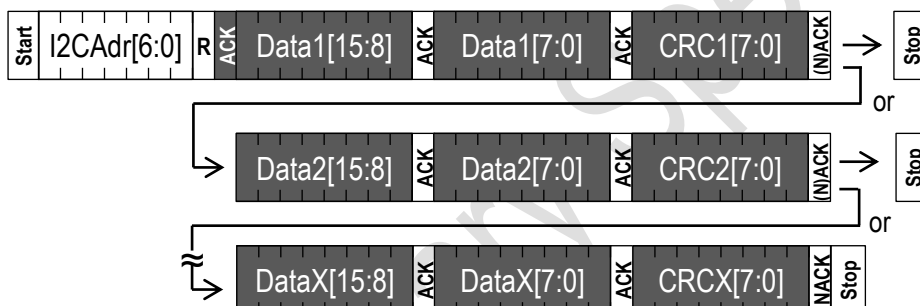 Start I2CAdr[6:0] R ACK Data1[15:8] ACK Data1[7:0] ACK CRC1[7:0] (N)ACK Stop
or
Data2[15:8] ACK Data2[7:0] ACK CRC2[7:0] (N)ACK Stop
or
DataX[15:8] ACK DataX[7:0] ACK CRCX[7:0] NACK Stop